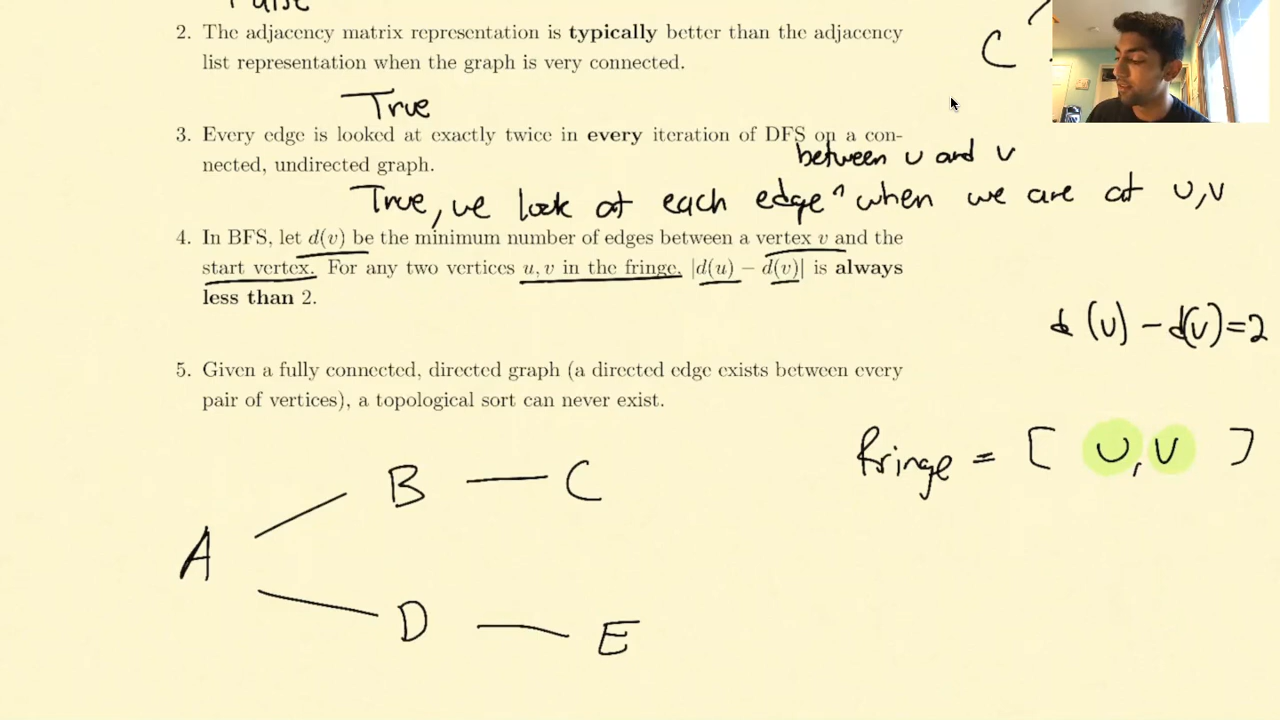 False
2. The adjacency matrix representation is typically better than the adjacency
list representation when the graph is very connected.
C
True
3. Every edge is looked at exactly twice in every iteration of DFS on a con-
nected, undirected graph.
between u and v
True, we look at each edge ^ when we are at u,v
4. In BFS, let d(v) be the minimum number of edges between a vertex v and the
start vertex. For any two vertices u, v in the fringe, |d(u) − d(v)| is always
less than 2.
d(u) - d(v) = 2
5. Given a fully connected, directed graph (a directed edge exists between every
pair of vertices), a topological sort can never exist.
fringe = [ u, v ]
B — C
A
D — E